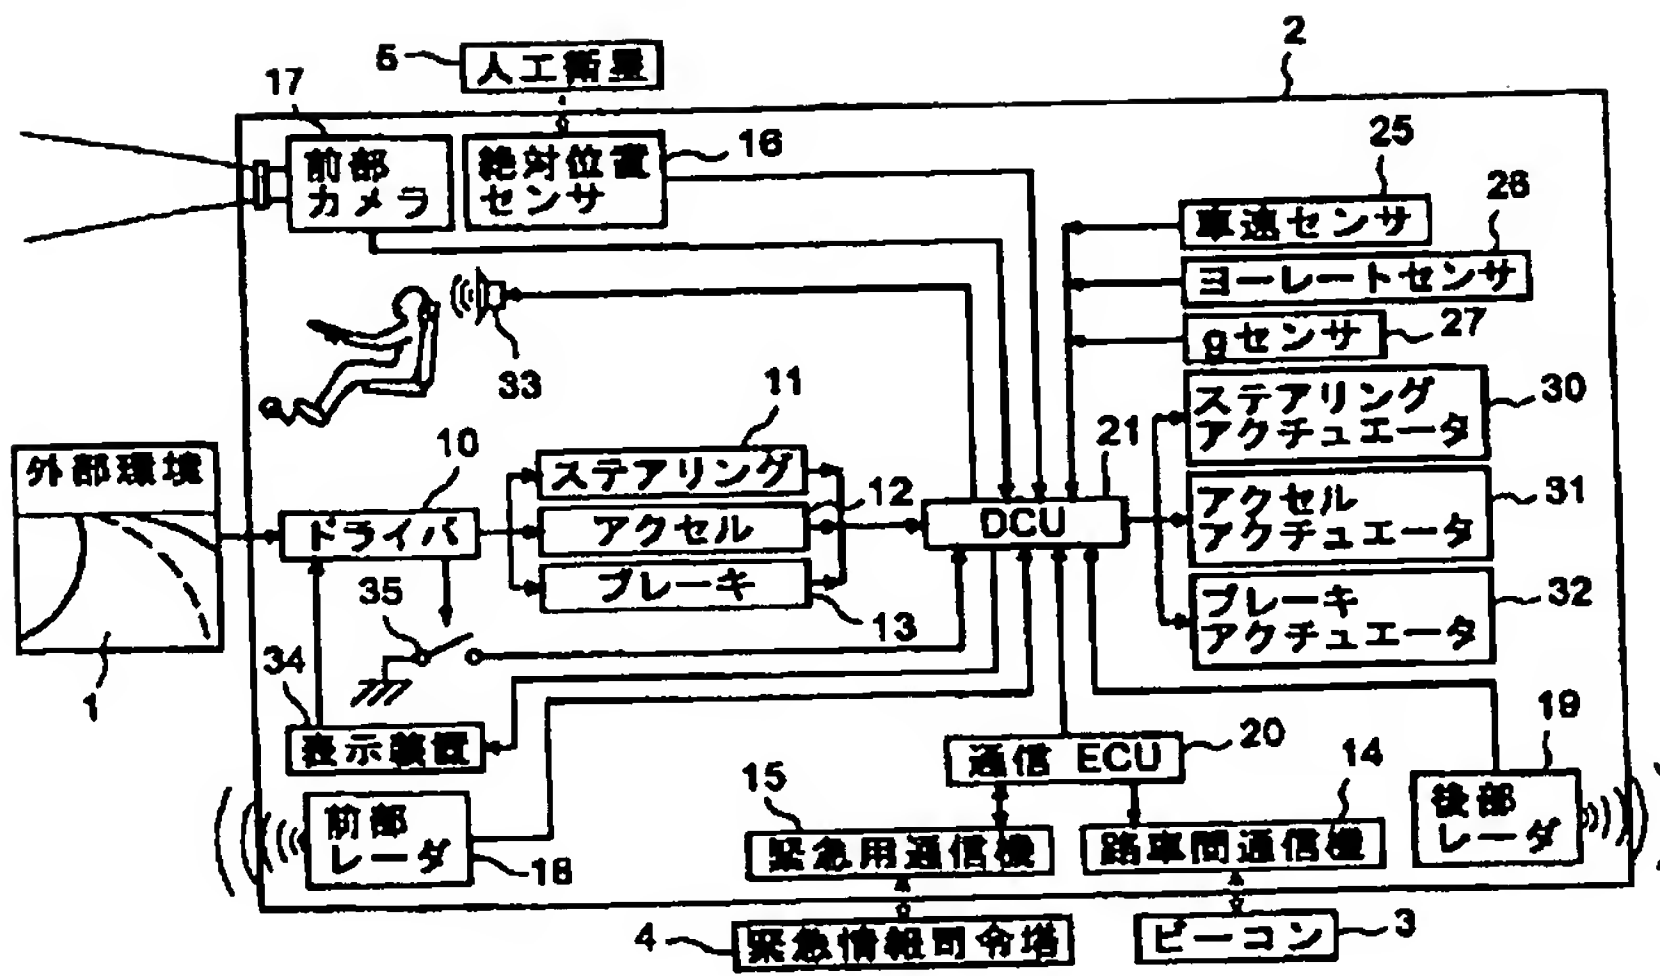 2
5
人工衛星
17
前部
カメラ
絶対位置
センサ
16
25
車速センサ
26
ヨーレートセンサ
gセンサ
27
33
11
ステアリング
アクチュエータ
30
10
21
外部環境
ステアリング
12
アクセル
アクチュエータ
31
ドライバ
アクセル
DCU
ブレーキ
13
ブレーキ
アクチュエータ
32
35
1
34
表示装置
通信 ECU
20
19
後部
レーダ
前部
レーダ
18
15
緊急用通信機
14
路車間通信機
4
緊急情報司令塔
ビーコン
3